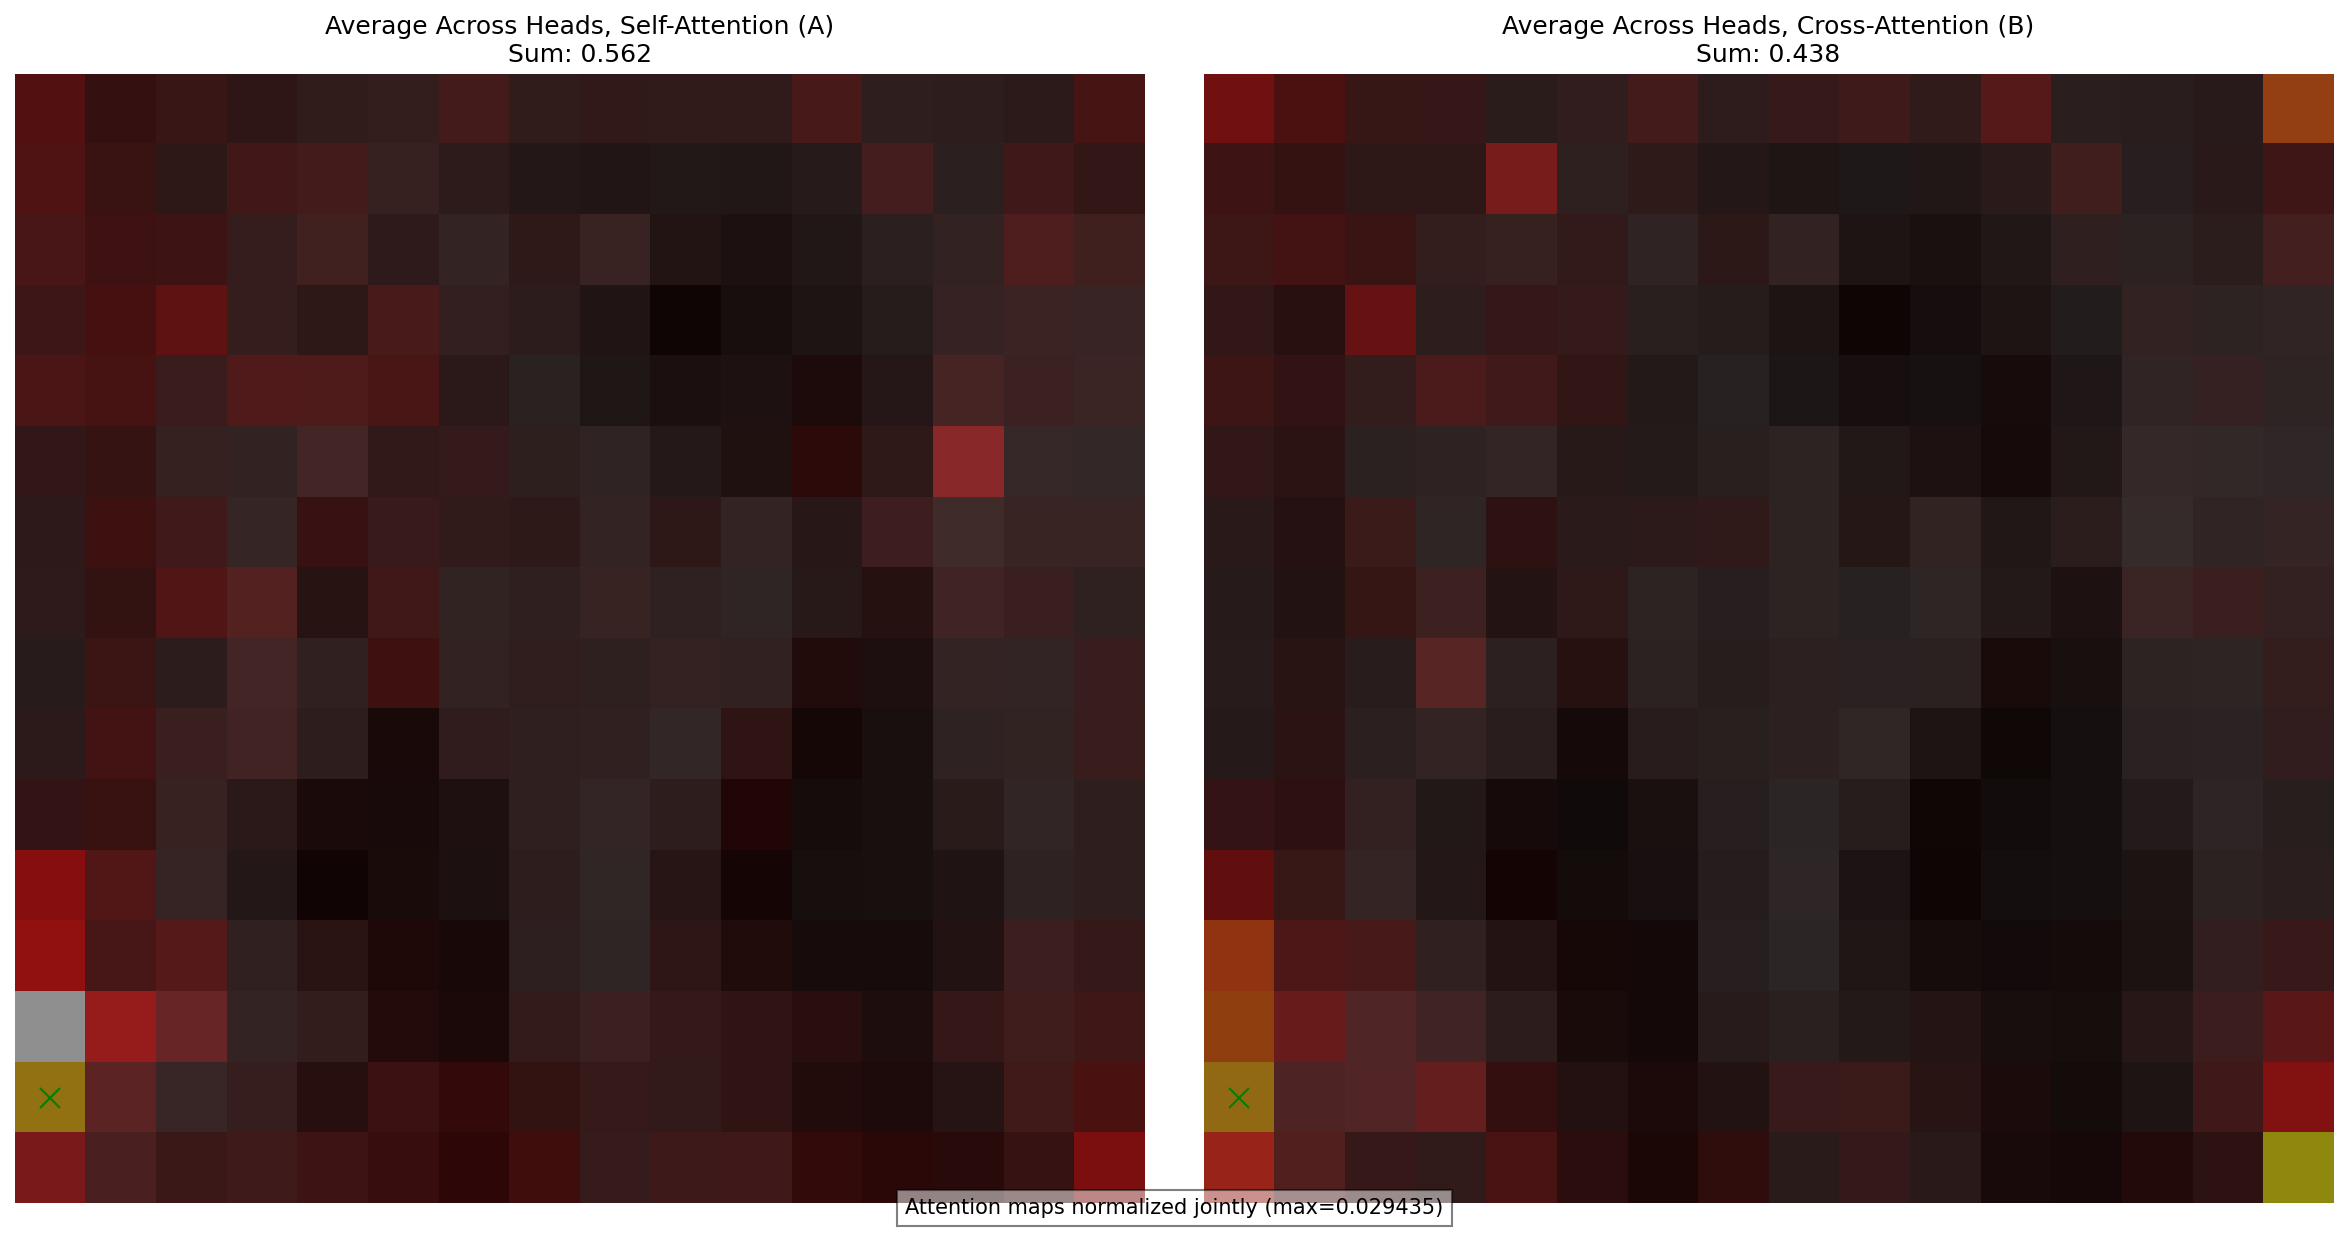 Average Across Heads, Self-Attention (A)
Sum: 0.562
Average Across Heads, Cross-Attention (B)
Sum: 0.438
Attention maps normalized jointly (max=0.029435)